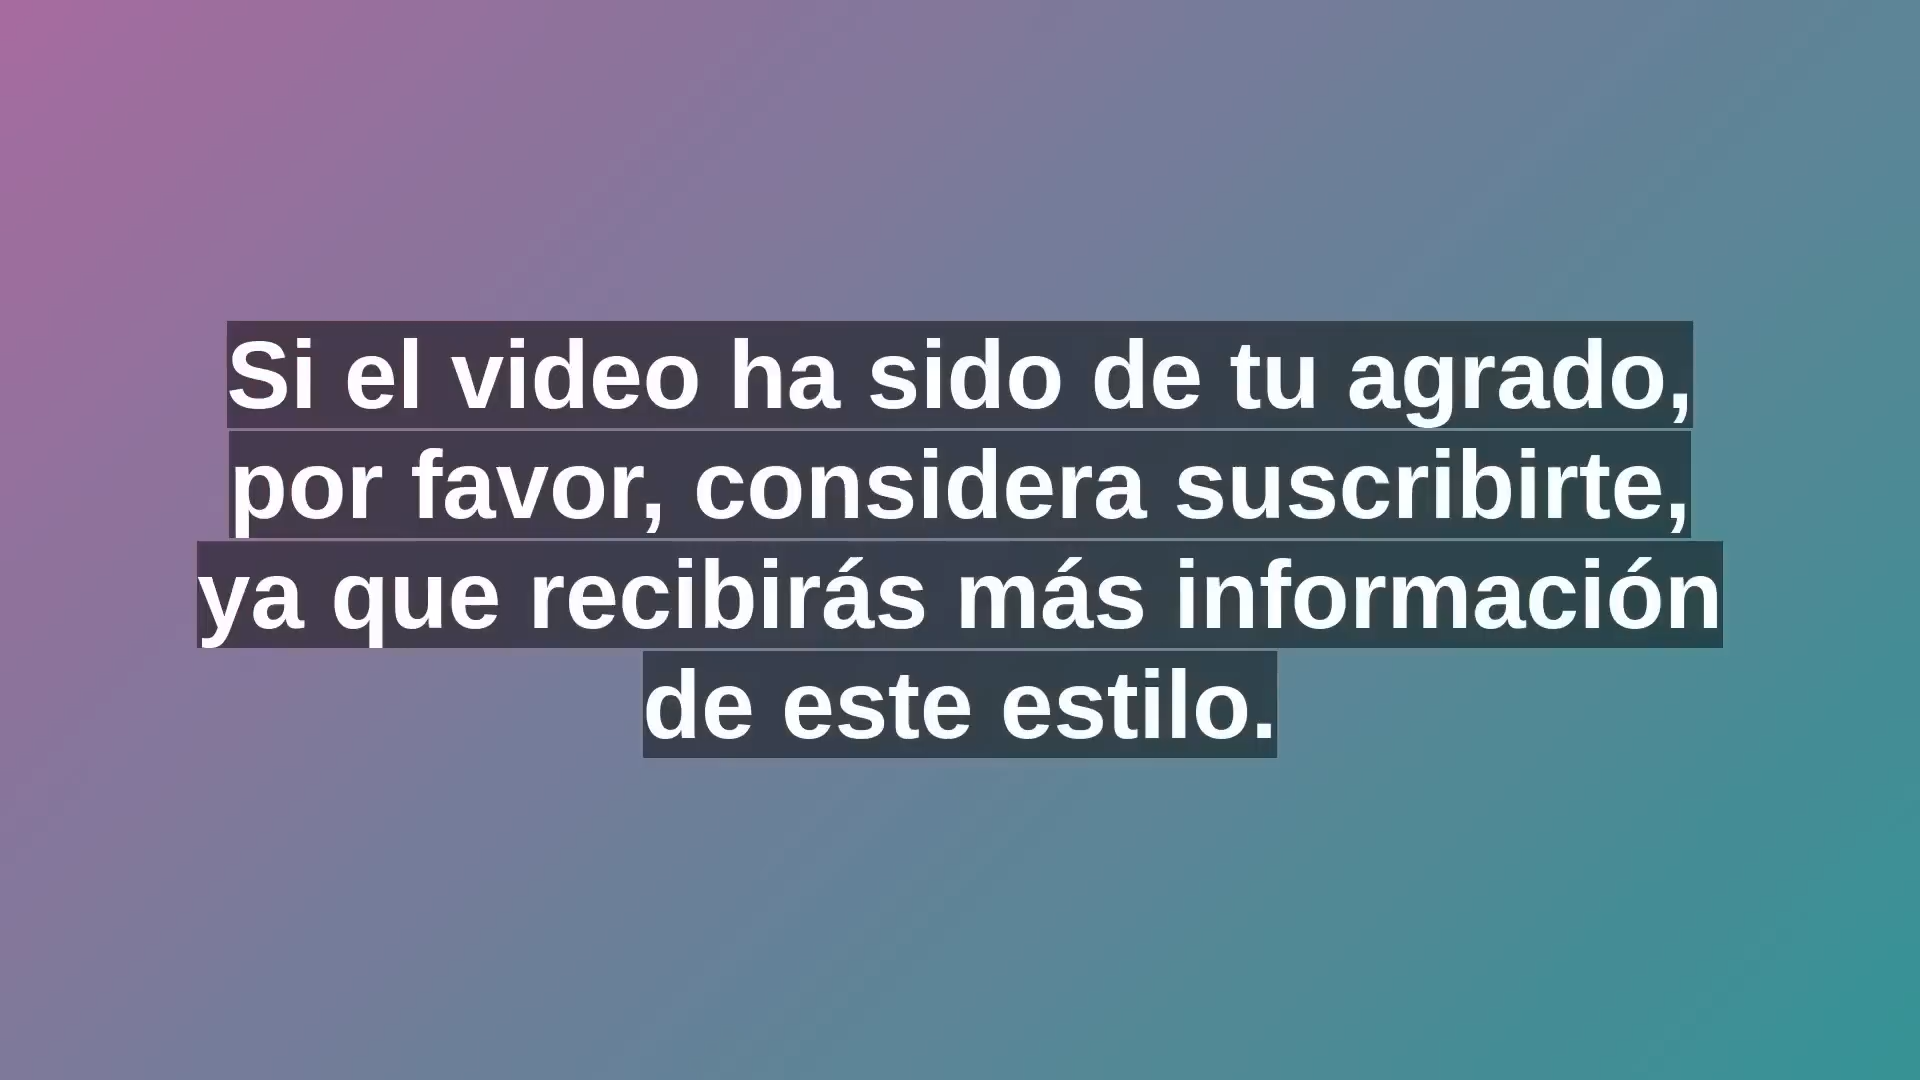 Si el video ha sido de tu agrado,
por favor, considera suscribirte,
ya que recibirás más información
de este estilo.